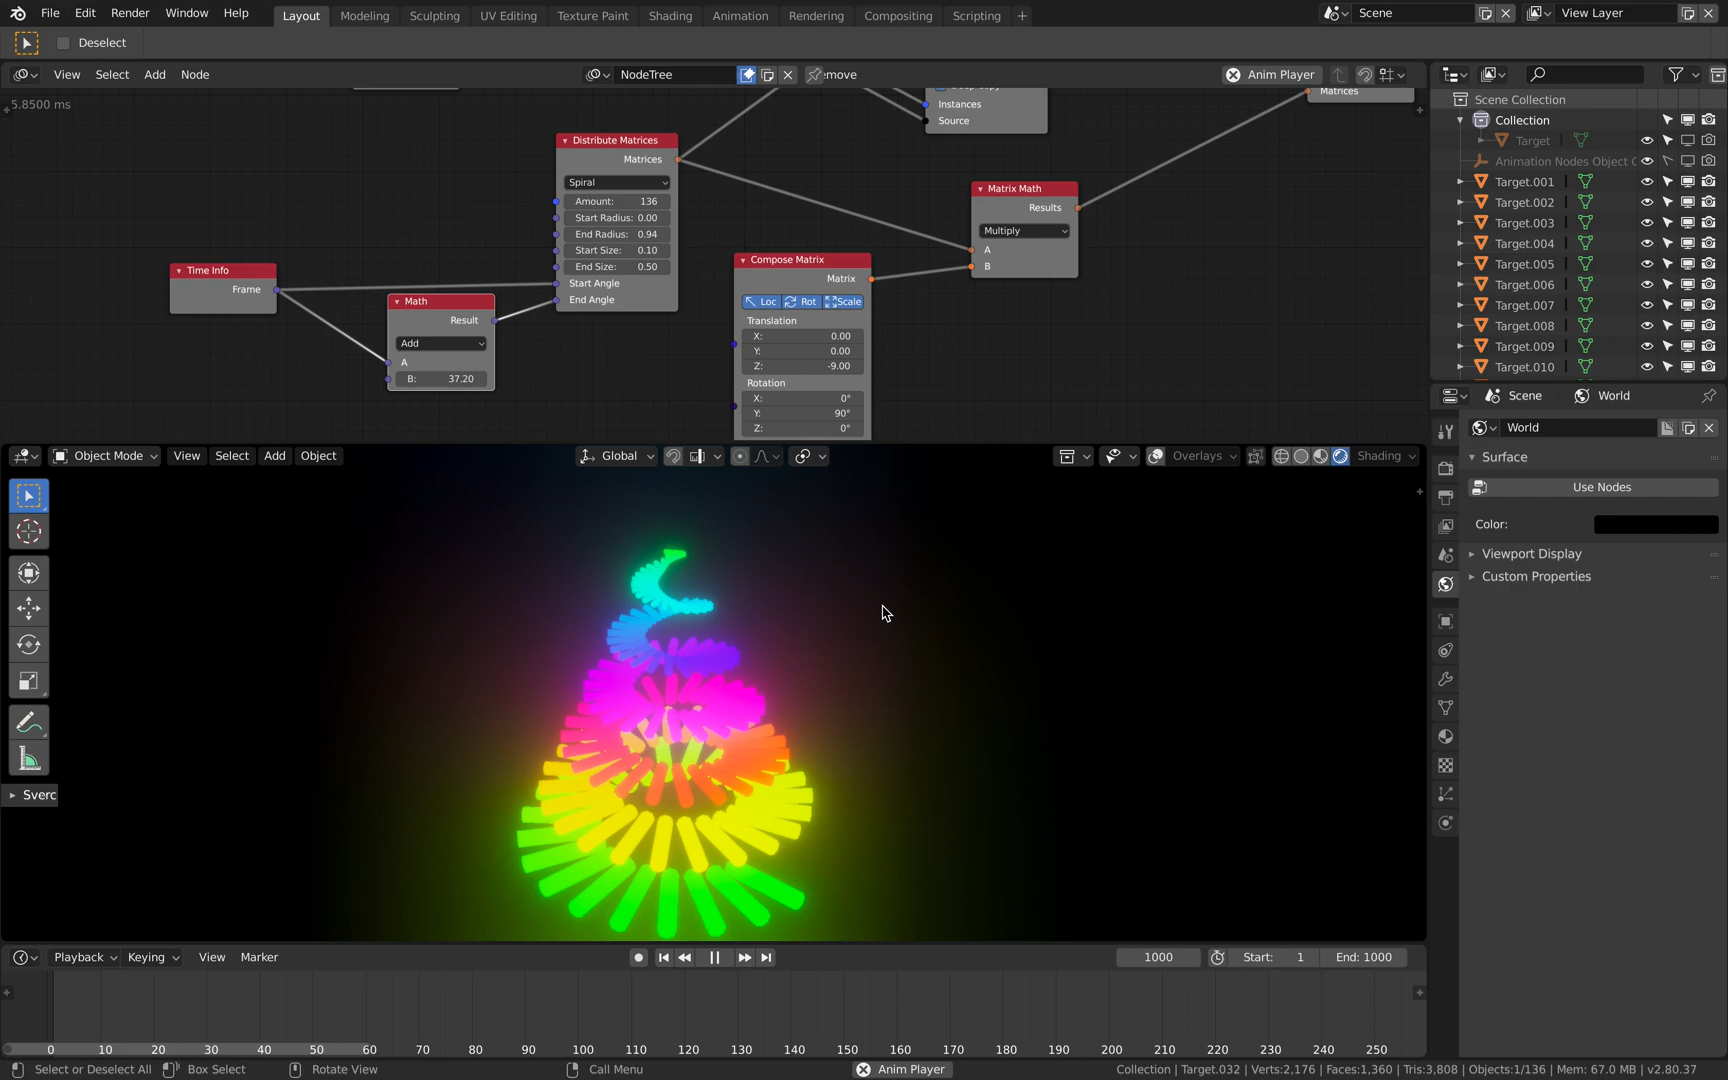 File Edit Render Window Help Layout Modeling Sculpting UV Editing Texture Paint Shading Animation Rendering Compositing Scripting + Scene View Layer
Deselect
View Select Add Node NodeTree emove Anim Player
5.8500 ms
Instances
Source
Matrices
Distribute Matrices
Matrices
Spiral
Amount: 136
Start Radius: 0.00
End Radius: 0.94
Start Size: 0.10
End Size: 0.50
Start Angle
End Angle
Matrix Math
Results
Multiply
A
B
Time Info
Frame
Math
Result
Add
A
B: 37.20
Compose Matrix
Matrix
Loc Rot Scale
Translation
X: 0.00
Y: 0.00
Z: -9.00
Rotation
X: 0°
Y: 90°
Z: 0°
Scene Collection
Collection
Target
Animation Nodes Object C
Target.001
Target.002
Target.003
Target.004
Target.005
Target.006
Target.007
Target.008
Target.009
Target.010
Scene World
World
Surface
Use Nodes
Color:
Viewport Display
Custom Properties
Object Mode View Select Add Object Global Overlays Shading
Sverc
Playback Keying View Marker 1000 Start: 1 End: 1000
0 10 20 30 40 50 60 70 80 90 100 110 120 130 140 150 160 170 180 190 200 210 220 230 240 250
Select or Deselect All Box Select Rotate View Call Menu Anim Player Collection | Target.032 | Verts:2,176 | Faces:1,360 | Tris:3,808 | Objects:1/136 | Mem: 67.0 MB | v2.80.37